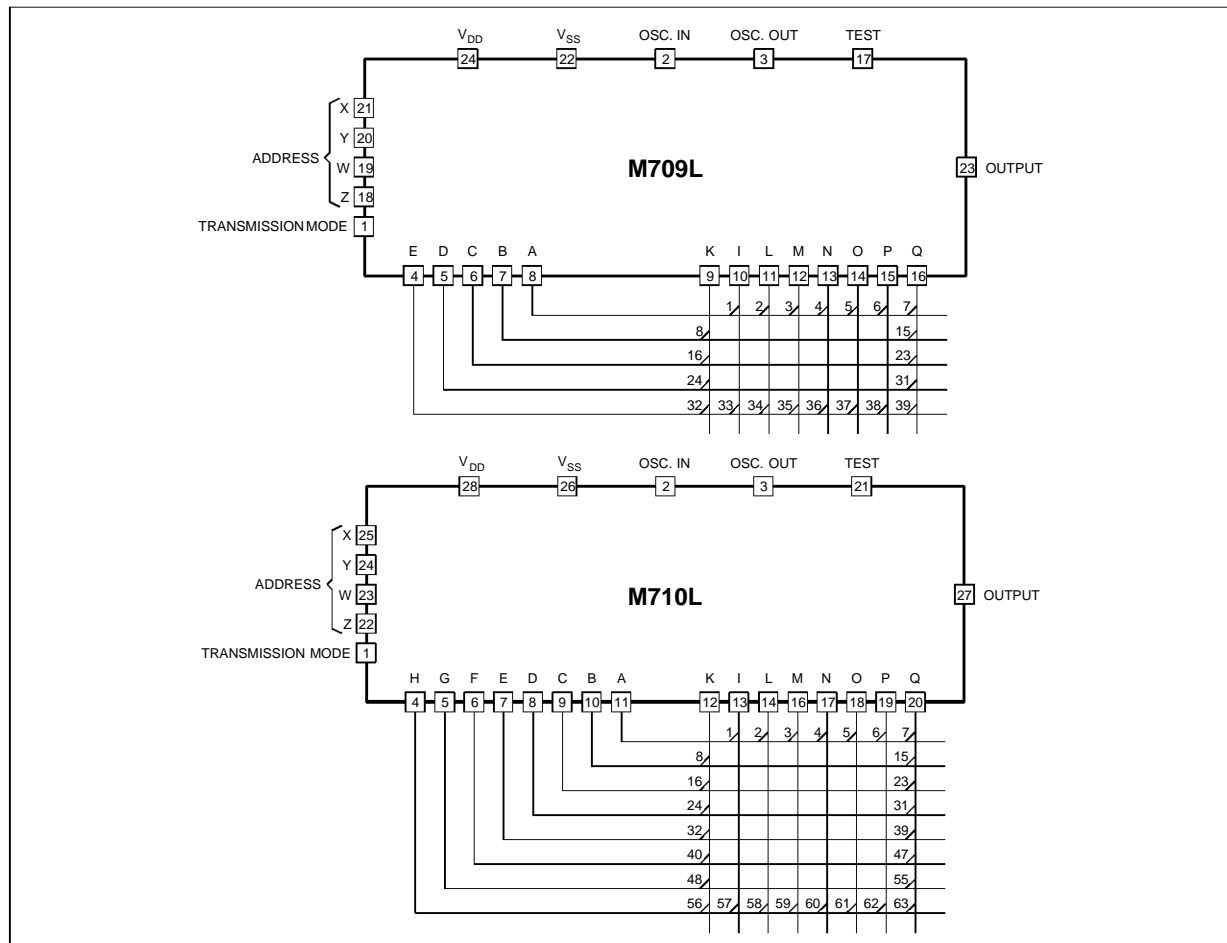 VDD VSS OSC. IN OSC. OUT TEST
24 22 2 3 17
X 21
Y 20
ADDRESS
W 19
M709L
23 OUTPUT
Z 18
TRANSMISSION MODE 1
E D C B A K I L M N O P Q
4 5 6 7 8 9 10 11 12 13 14 15 16
1 2 3 4 5 6 7
8 15
16 23
24 31
32 33 34 35 36 37 38 39
VDD VSS OSC. IN OSC. OUT TEST
28 26 2 3 21
X 25
Y 24
ADDRESS
W 23
M710L
27 OUTPUT
Z 22
TRANSMISSION MODE 1
H G F E D C B A K I L M N O P Q
4 5 6 7 8 9 10 11 12 13 14 16 17 18 19 20
1 2 3 4 5 6 7
8 15
16 23
24 31
32 39
40 47
48 55
56 57 58 59 60 61 62 63